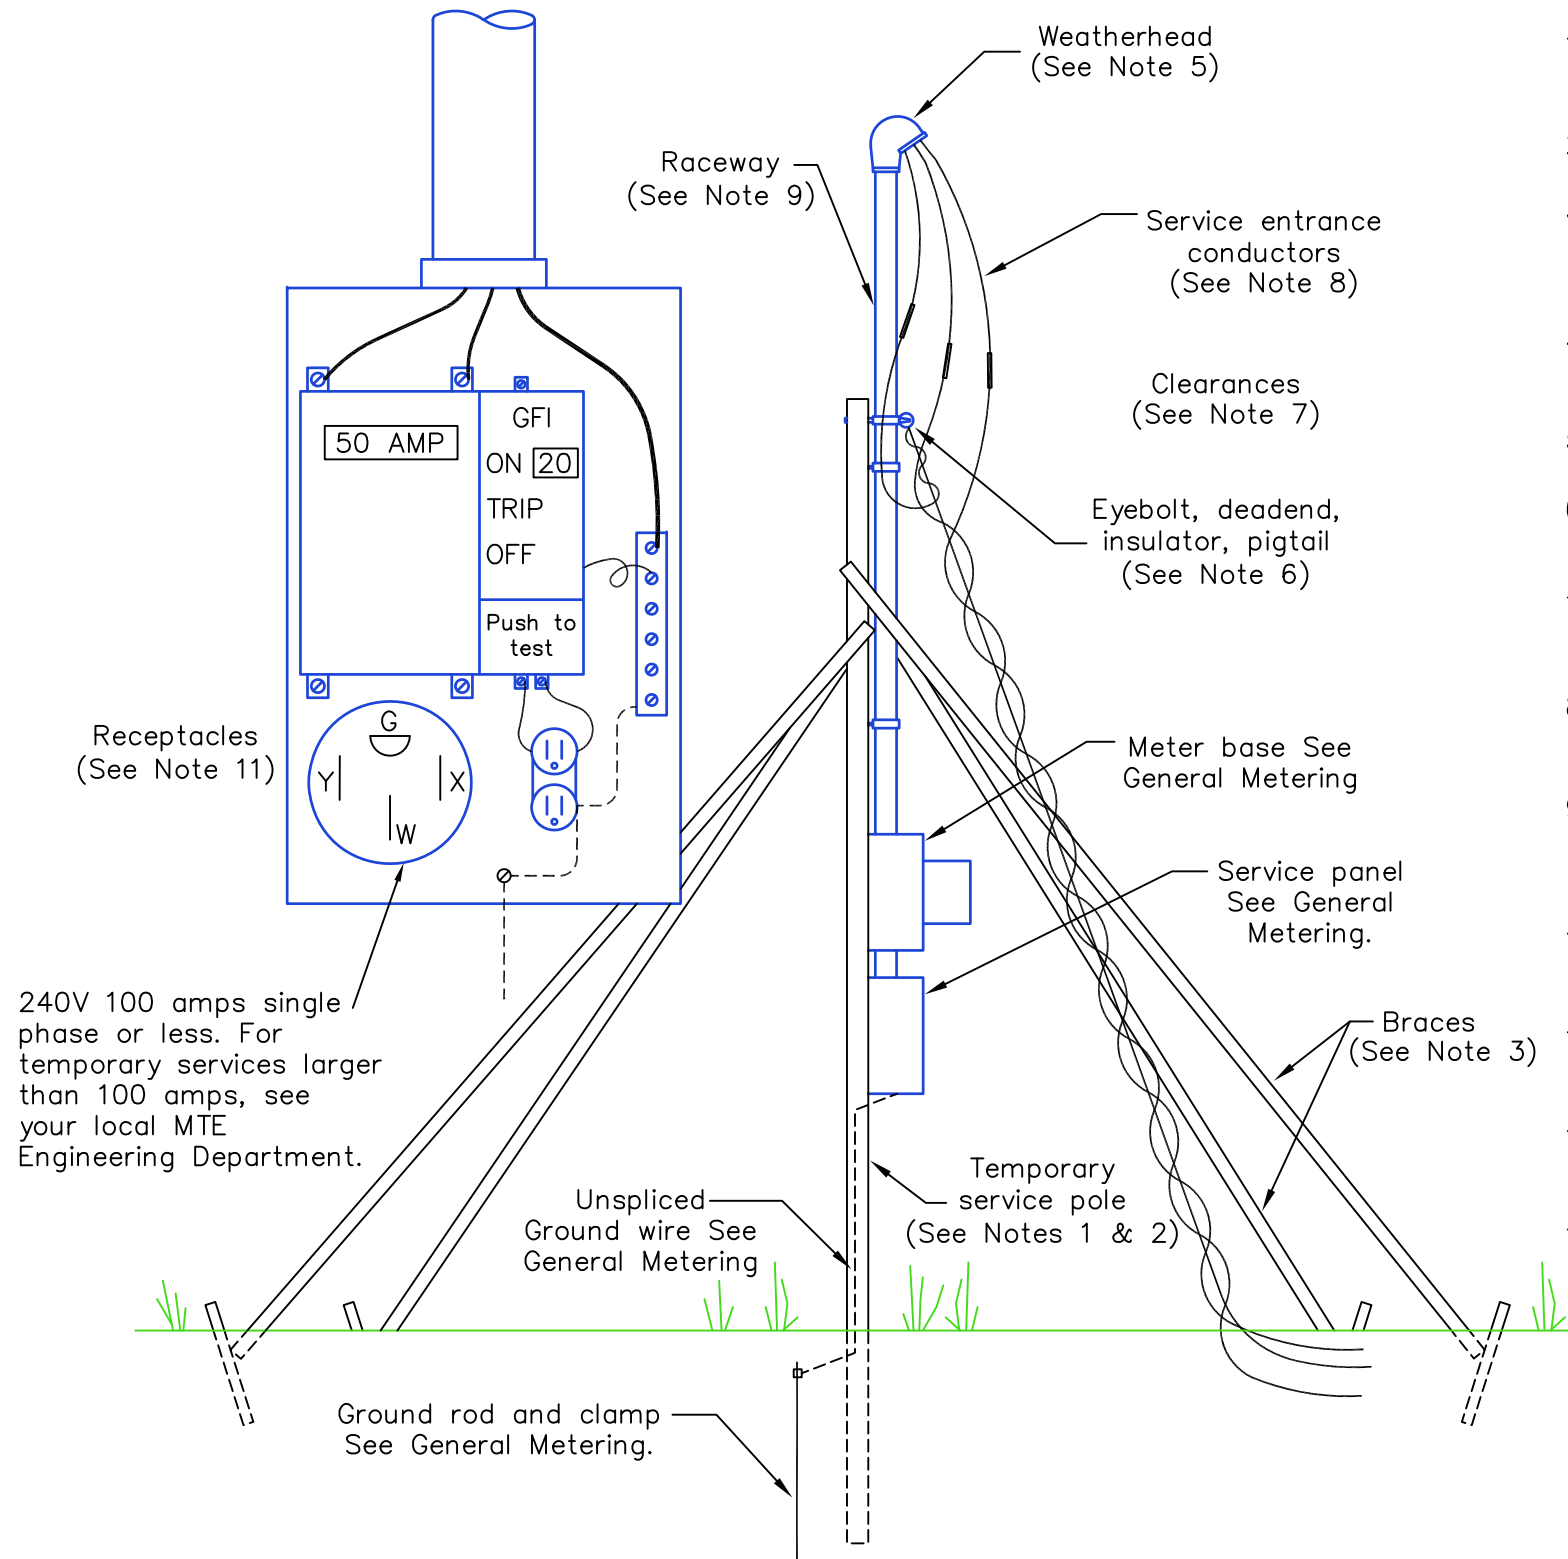 Weatherhead
(See Note 5)
Raceway
(See Note 9)
Service entrance
conductors
(See Note 8)
Clearances
(See Note 7)
GFI
50 AMP
ON 20
TRIP
OFF
Eyebolt, deadend,
insulator, pigtail
(See Note 6)
Push to
test
G
Y
X
W
Receptacles
(See Note 11)
Meter base See
General Metering
Service panel
See General
Metering.
240V 100 amps single
phase or less. For
temporary services larger
than 100 amps, see
your local MTE
Engineering Department.
Braces
(See Note 3)
Temporary
service pole
(See Notes 1 & 2)
Unspliced
Ground wire See
General Metering
Ground rod and clamp
See General Metering.